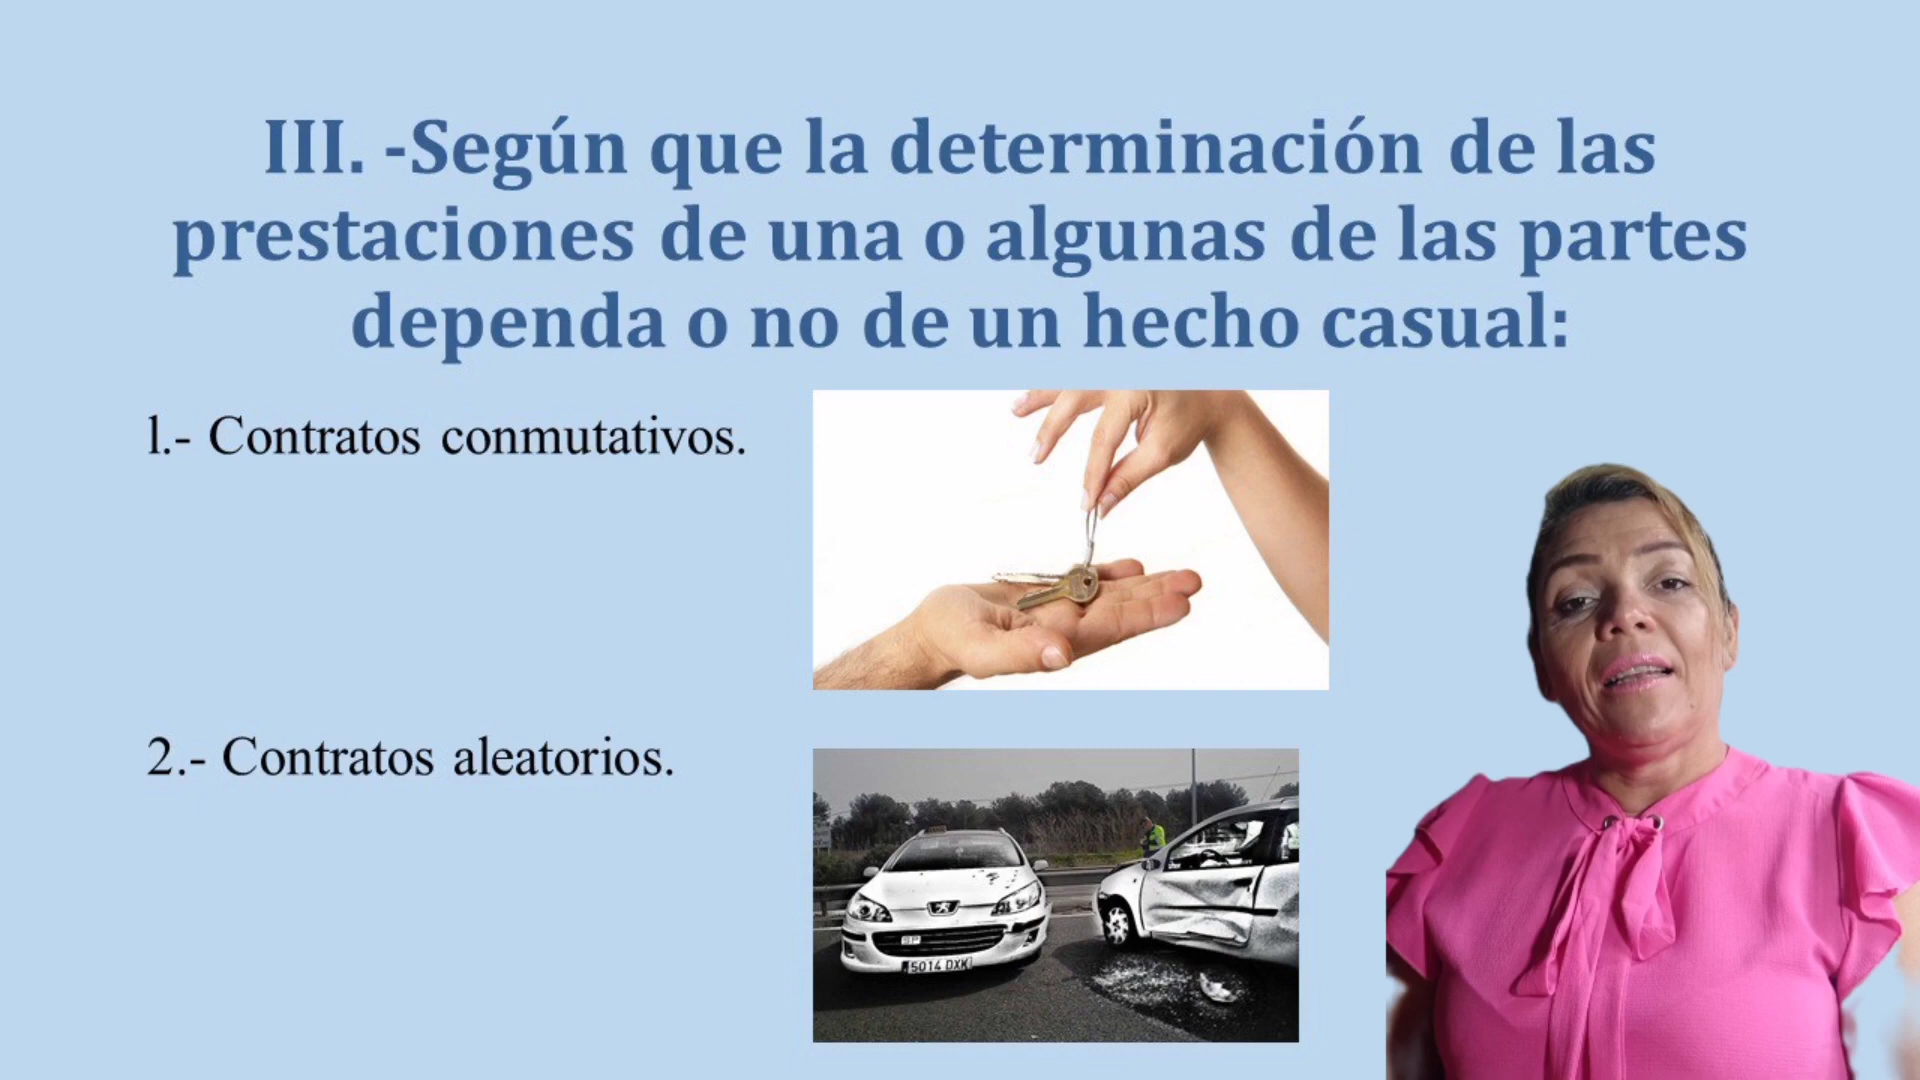 III. -Según que la determinación de las
prestaciones de una o algunas de las partes
dependa o no de un hecho casual:
l.- Contratos conmutativos.
2.- Contratos aleatorios.
5014 DXK